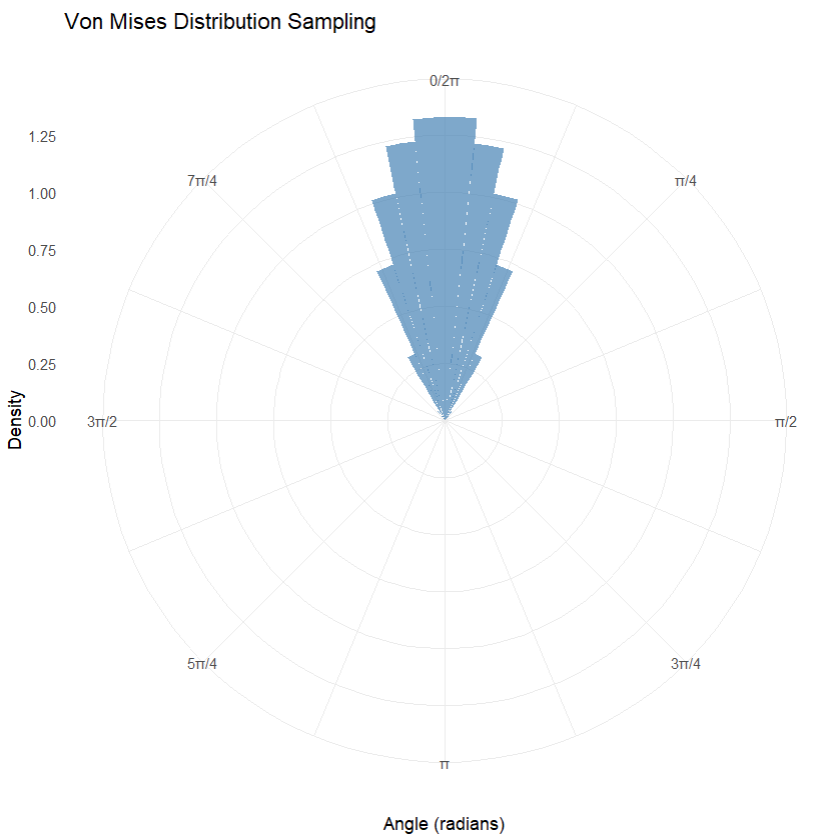 Von Mises Distribution Sampling
0/2π
1.25
7π/4
π/4
1.00
0.75
0.50
0.25
Density
0.00
3π/2
π/2
5π/4
3π/4
π
Angle (radians)